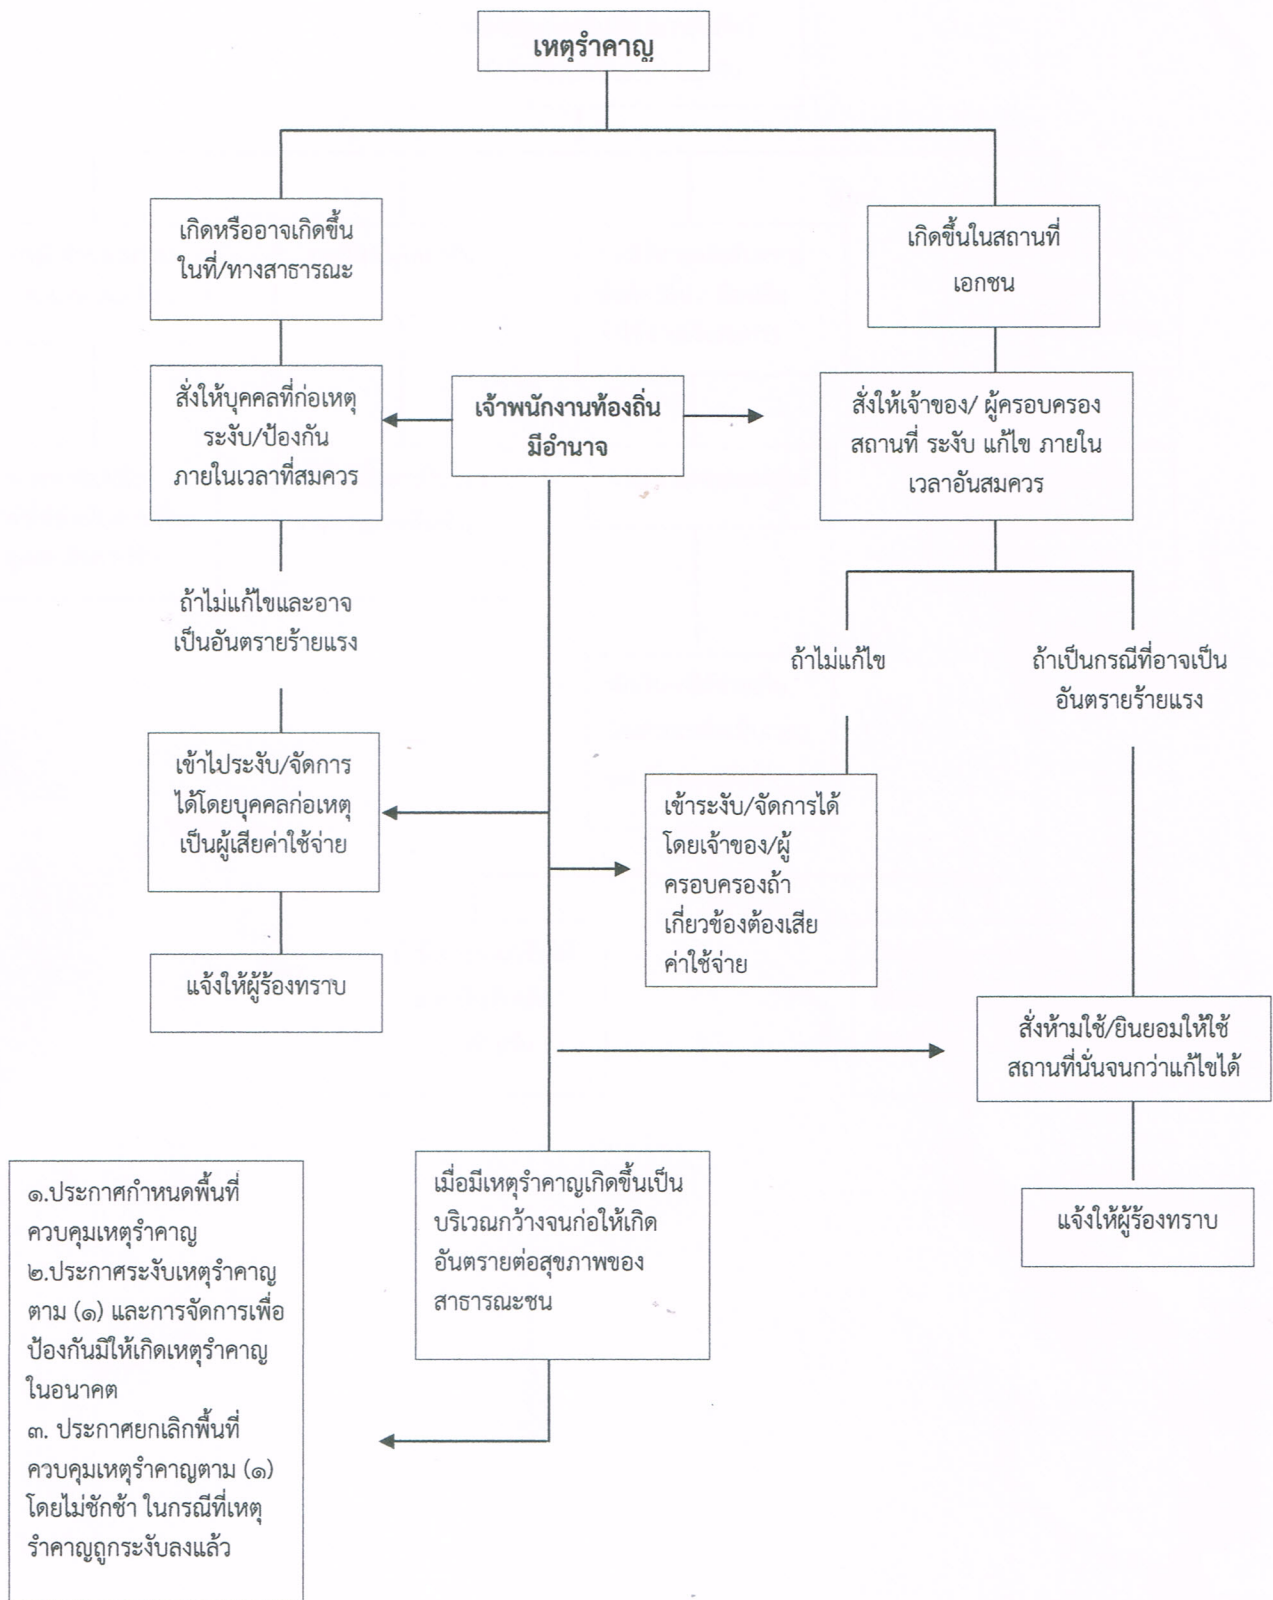 เหตุรำคาญ
เกิดหรืออาจเกิดขึ้น
ในที่/ทางสาธารณะ
เกิดขึ้นในสถานที่
เอกชน
สั่งให้บุคคลที่ก่อเหตุ
ระงับ/ป้องกัน
ภายในเวลาที่สมควร
เจ้าพนักงานท้องถิ่น
มีอำนาจ
สั่งให้เจ้าของ/ ผู้ครอบครอง
สถานที่ ระงับ แก้ไข ภายใน
เวลาอันสมควร
ถ้าไม่แก้ไขและอาจ
เป็นอันตรายร้ายแรง
ถ้าไม่แก้ไข
ถ้าเป็นกรณีที่อาจเป็น
อันตรายร้ายแรง
เข้าไประงับ/จัดการ
ได้โดยบุคคลก่อเหตุ
เป็นผู้เสียค่าใช้จ่าย
เข้าระงับ/จัดการได้
โดยเจ้าของ/ผู้
ครอบครองถ้า
เกี่ยวข้องต้องเสีย
ค่าใช้จ่าย
แจ้งให้ผู้ร้องทราบ
สั่งห้ามใช้/ยินยอมให้ใช้
สถานที่นั่นจนกว่าแก้ไขได้
แจ้งให้ผู้ร้องทราบ
เมื่อมีเหตุรำคาญเกิดขึ้นเป็น
บริเวณกว้างจนก่อให้เกิด
อันตรายต่อสุขภาพของ
สาธารณะชน
๑.ประกาศกำหนดพื้นที่
ควบคุมเหตุรำคาญ
๒.ประกาศระงับเหตุรำคาญ
ตาม (๑) และการจัดการเพื่อ
ป้องกันมิให้เกิดเหตุรำคาญ
ในอนาคต
๓. ประกาศยกเลิกพื้นที่
ควบคุมเหตุรำคาญตาม (๑)
โดยไม่ชักช้า ในกรณีที่เหตุ
รำคาญถูกระงับลงแล้ว